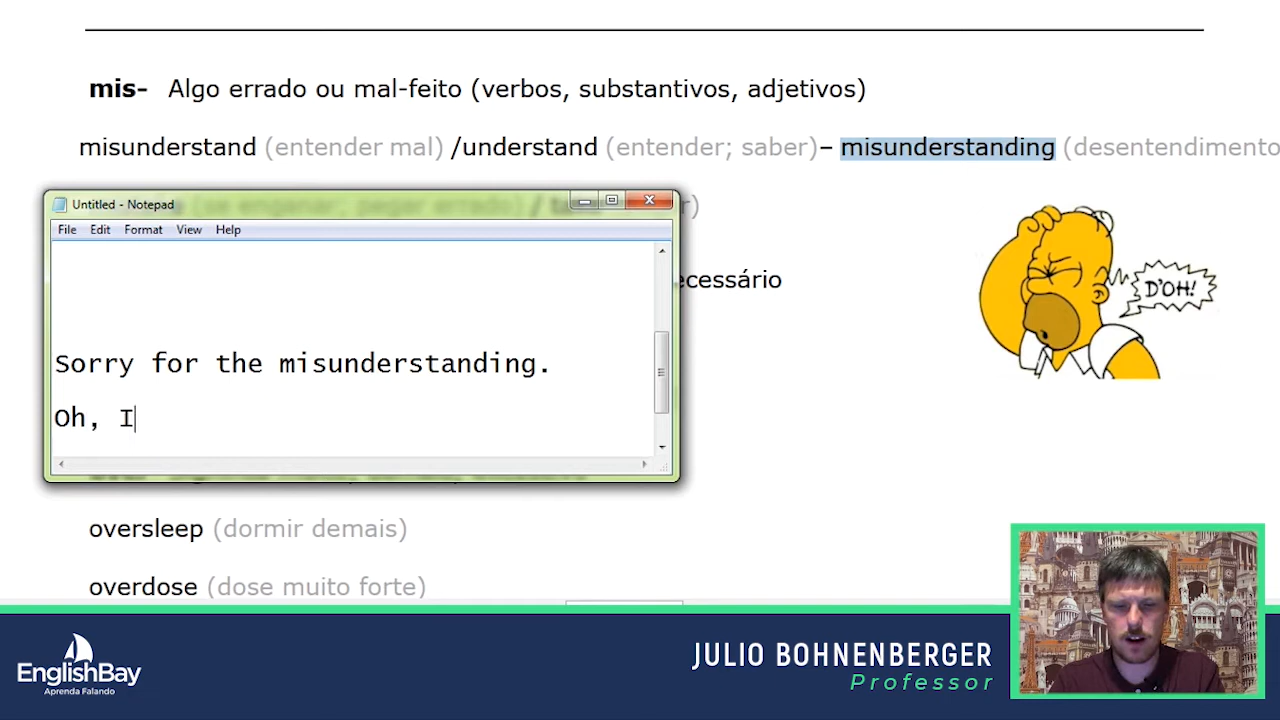 mis- Algo errado ou mal-feito (verbos, substantivos, adjetivos)
misunderstand (entender mal) /understand (entender; saber)– misunderstanding (desentendimento
Untitled - Notepad
File Edit Format View Help
ecessário
Sorry for the misunderstanding.
Oh, I
D'OH!
oversleep (dormir demais)
overdose (dose muito forte)
EnglishBay
Aprenda Falando
JULIO BOHNENBERGER
Professor